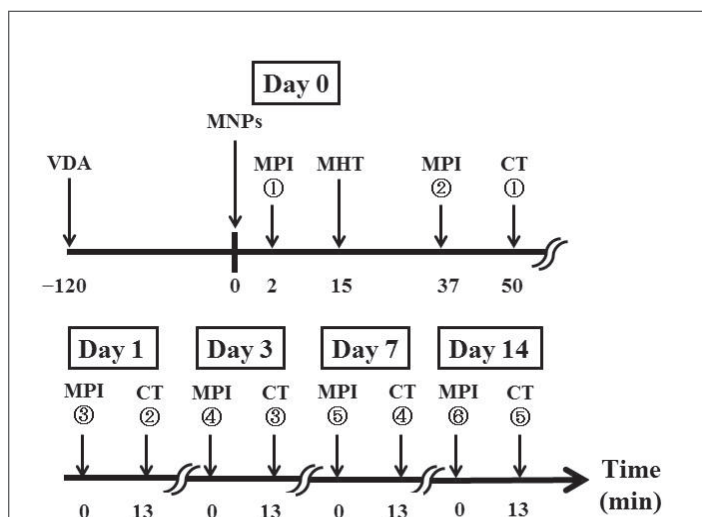 Day 0
MNPs
VDA MPI MHT MPI CT
① ② ①
−120 0 2 15 37 50
Day 1 Day 3 Day 7 Day 14
MPI CT MPI CT MPI CT MPI CT
③ ② ④ ③ ⑤ ④ ⑥ ⑤
Time
0 13 0 13 0 13 0 13 (min)